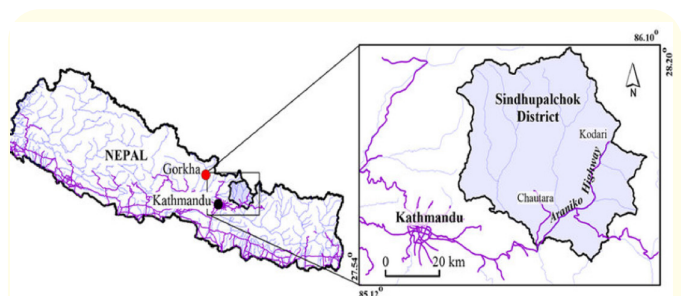 NEPAL
Gorkha
Kathmandu
86.10°
28.20°
N
Sindhupalchok
District
Kodari
Araniko Highway
Chautara
Kathmandu
0 20 km
27.54°
85.12°